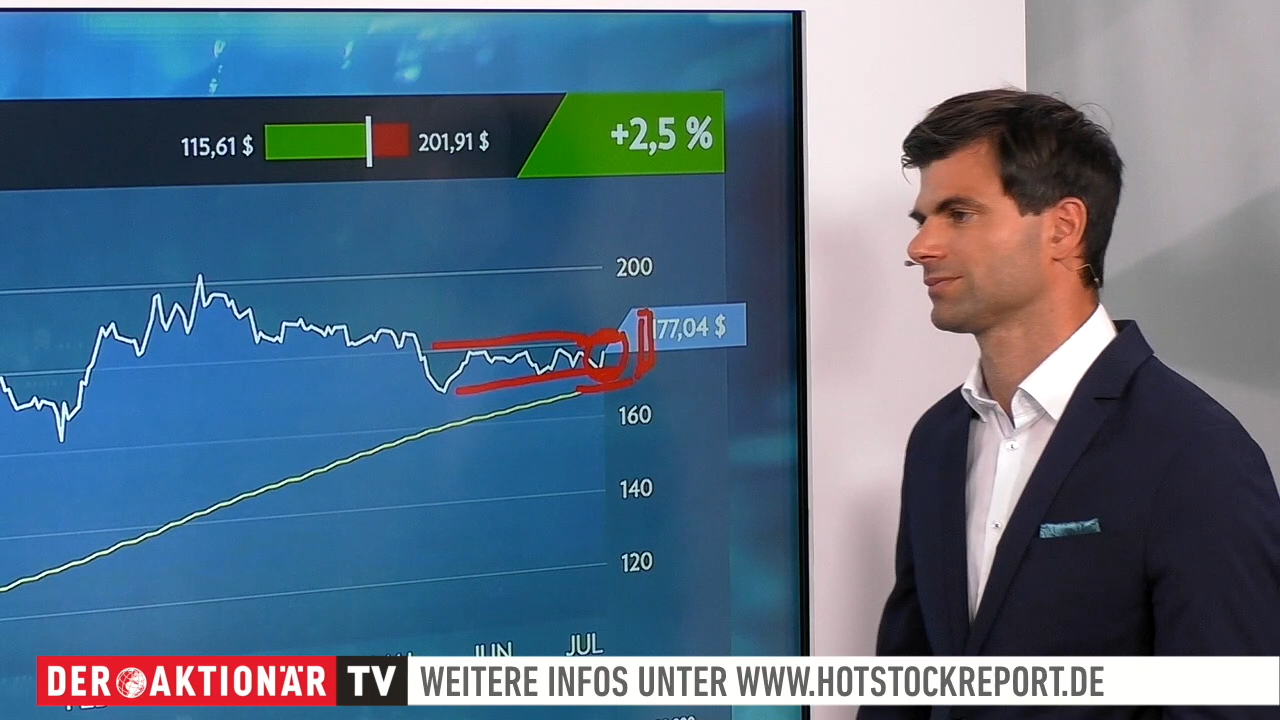 115,61 $ 201,91 $ +2,5 %
200
177,04 $
160
140
120
JUN JUL
DER AKTIONÄR TV WEITERE INFOS UNTER WWW.HOTSTOCKREPORT.DE